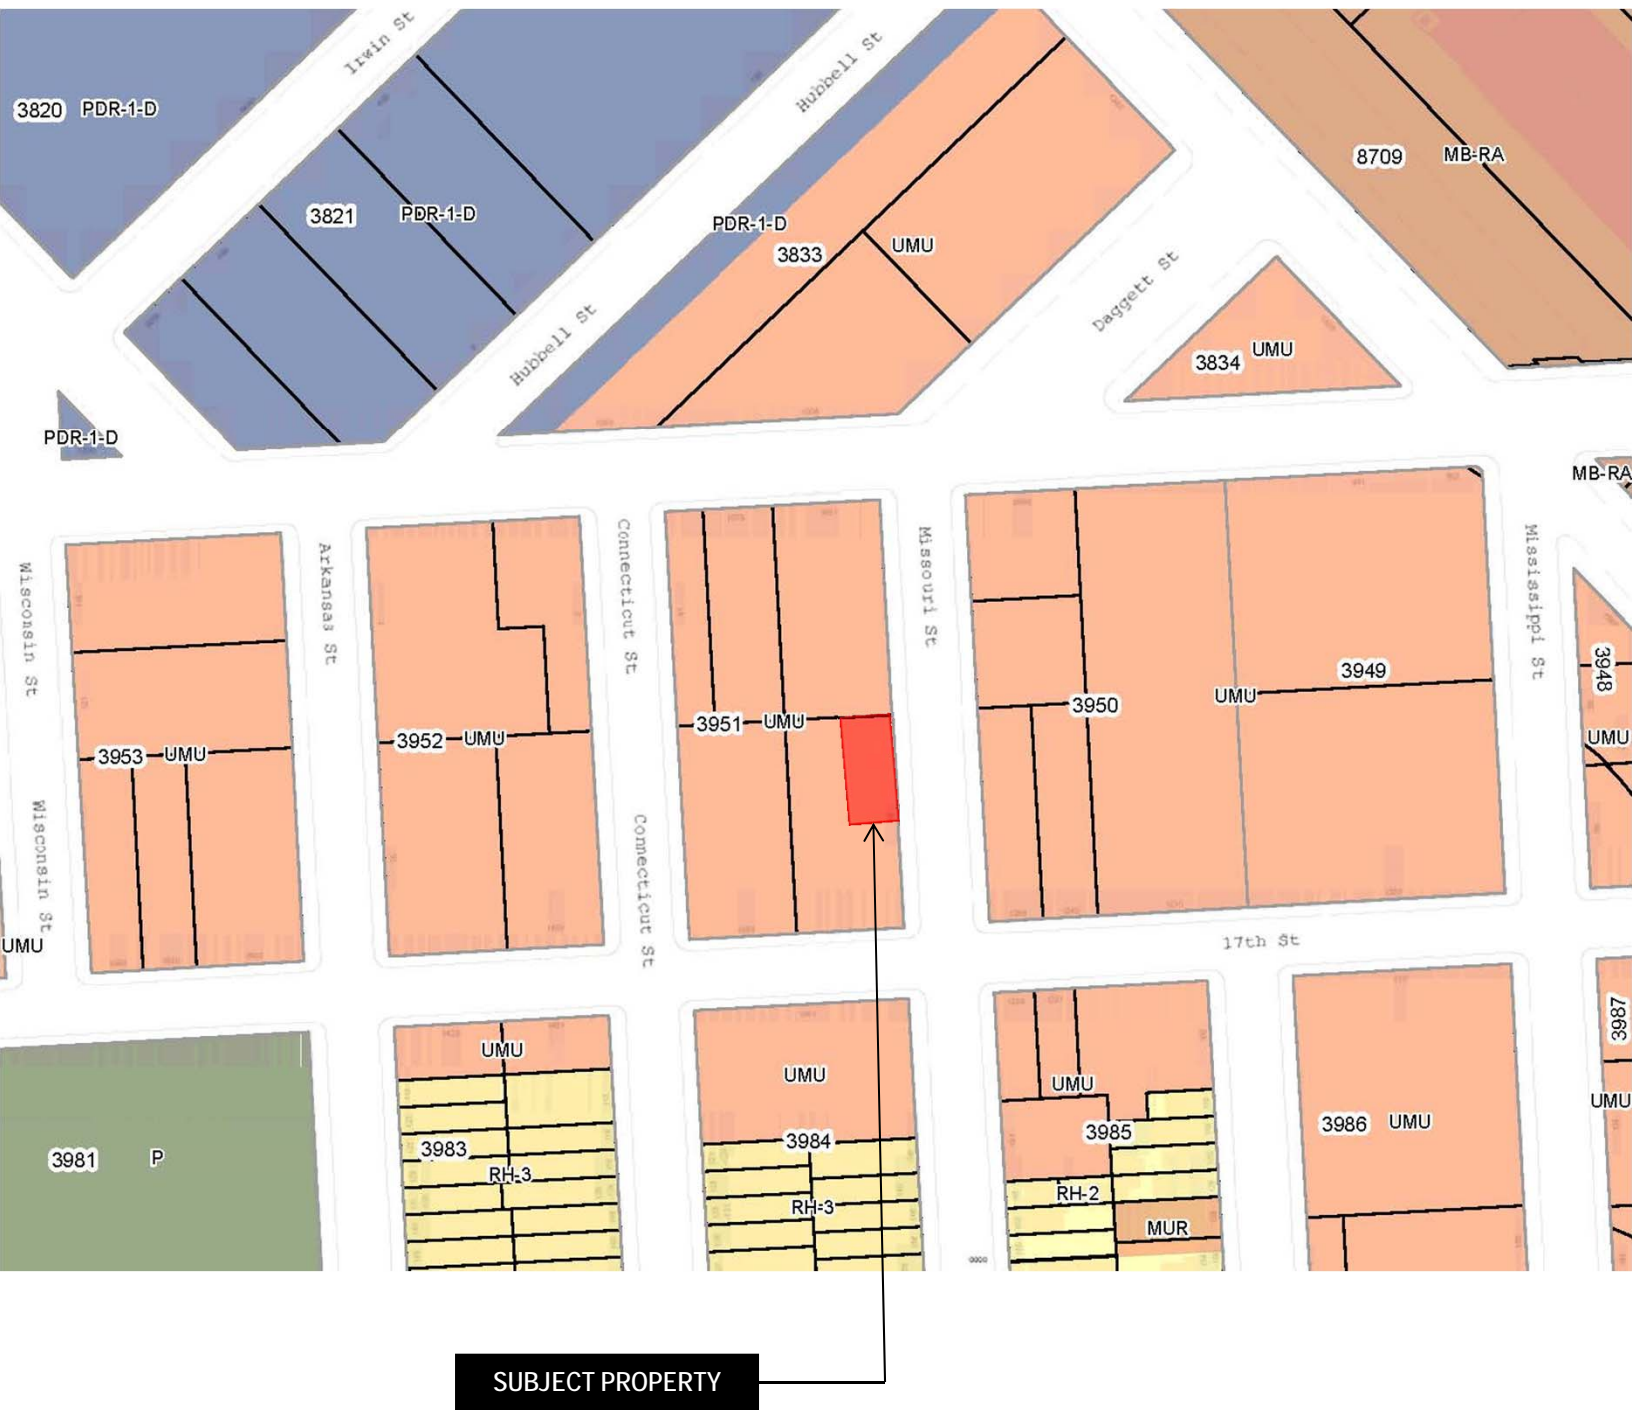 Irwin St
Hubbell St
3820 PDR-1-D
8709 MB-RA
3821 PDR-1-D
PDR-1-D
3833 UMU
Daggett St
Hubbell St
3834 UMU
PDR-1-D
MB-RA
Wisconsin St
Arkansas St
Connecticut St
Missouri St
Mississippi St
3948
3949
UMU
3950
3951 UMU
3952 UMU
3953 UMU
UMU
Wisconsin St
Connecticut St
UMU
17th St
3987
UMU
UMU
UMU
UMU
3986 UMU
3985
3984
3983
3981 P
RH-3
RH-3
RH-2
MUR
SUBJECT PROPERTY